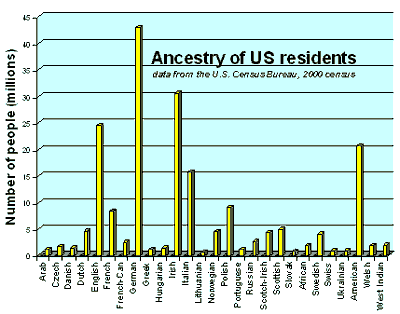 Ancestry of US residents
data from the U.S. Census Bureau, 2000 census
Number of people (millions)
45
40
35
30
25
20
15
10
5
0
Arab
Czech
Danish
Dutch
English
French
French-Can
German
Greek
Hungarian
Irish
Italian
Lithuanian
Norwegian
Polish
Portuguese
Russian
Scotch-Irish
Scottish
Slovak
African
Swedish
Swiss
Ukrainian
American
Welsh
West Indian